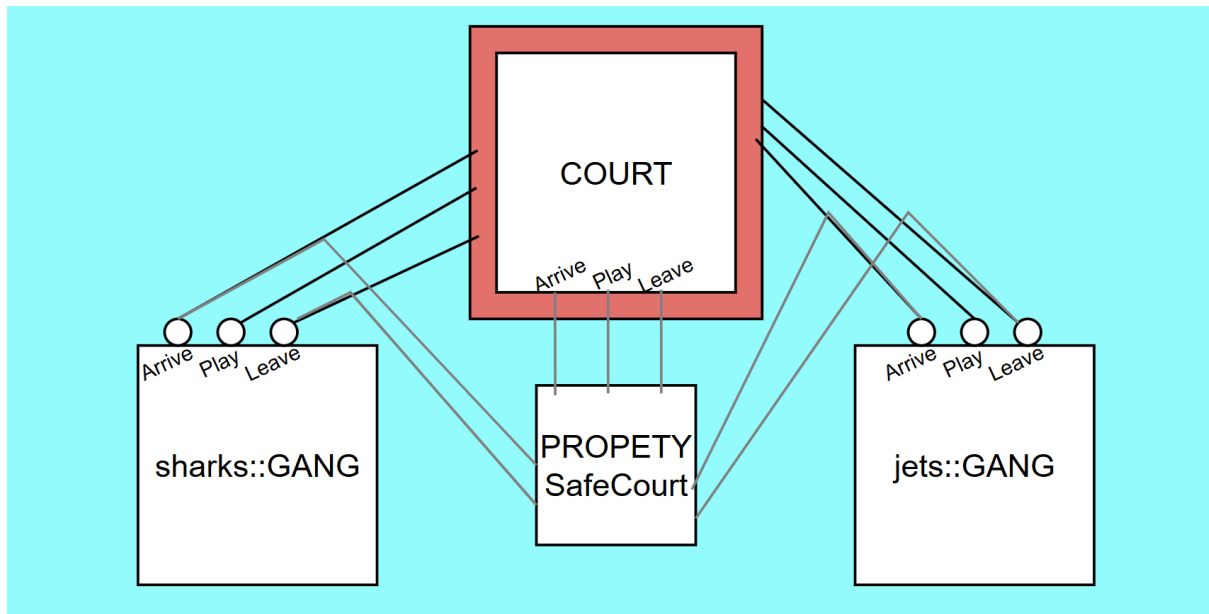 COURT
Arrive Play Leave
Arrive Play Leave
sharks::GANG
PROPETY
SafeCourt
Arrive Play Leave
jets::GANG